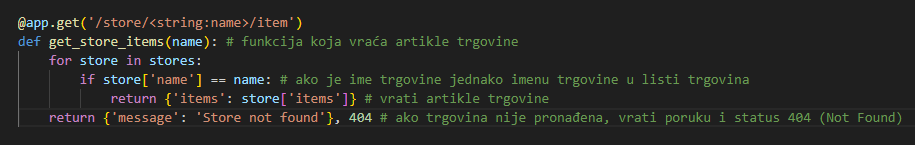 @app.get('/store/<string:name>/item')
def get_store_items(name): # funkcija koja vraća artikle trgovine
    for store in stores:
        if store['name'] == name: # ako je ime trgovine jednako imenu trgovine u listi trgovina
            return {'items': store['items']} # vrati artikle trgovine
    return {'message': 'Store not found'}, 404 # ako trgovina nije pronađena, vrati poruku i status 404 (Not Found)